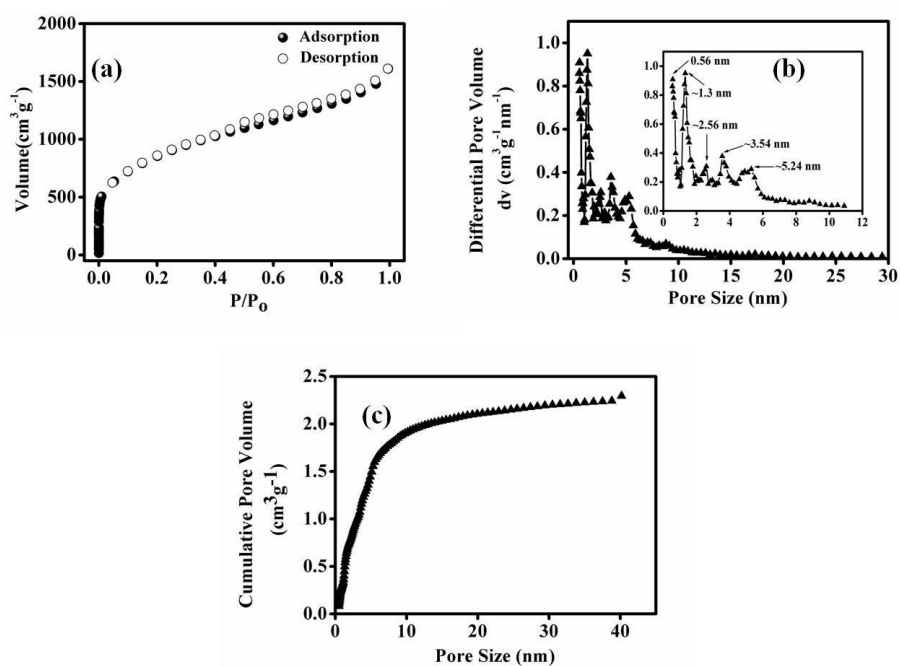 (a)
Adsorption
Desorption
Volume(cm³g⁻¹)
2000
1500
1000
500
0
0.0 0.2 0.4 0.6 0.8 1.0
P/Po
(b)
Differential Pore Volume
dv (cm³g⁻¹nm⁻¹)
1.0
0.8
0.6
0.4
0.2
0.0
0 5 10 15 20 25 30
Pore Size (nm)
0.56 nm
~1.3 nm
~2.56 nm
~3.54 nm
~5.24 nm
1.0
0.8
0.6
0.4
0.2
0.0
0 2 4 6 8 10 12
(c)
Cumulative Pore Volume
(cm³g-1)
2.5
2.0
1.5
1.0
0.5
0.0
0 10 20 30 40
Pore Size (nm)